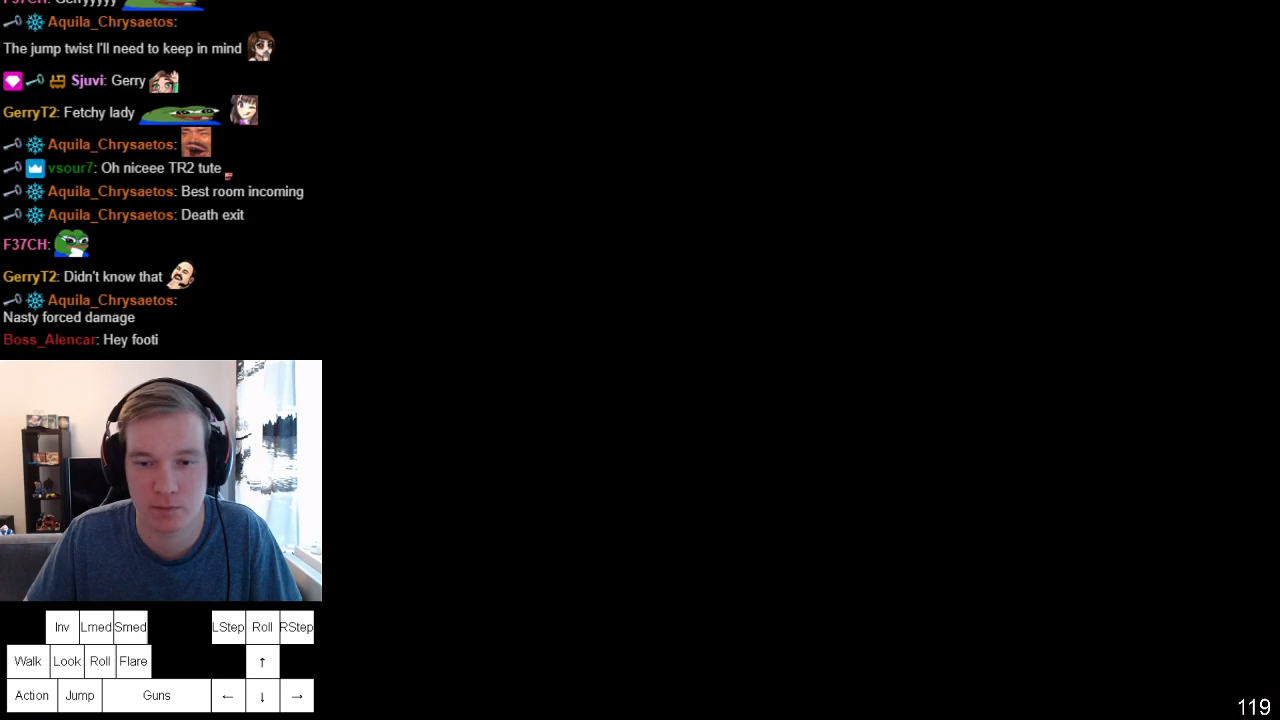 F37CH: Gerryyyyy
Aquila_Chrysaetos:
The jump twist I'll need to keep in mind
Sjuvi: Gerry
GerryT2: Fetchy lady
Aquila_Chrysaetos:
vsour7: Oh niceee TR2 tute
Aquila_Chrysaetos: Best room incoming
Aquila_Chrysaetos: Death exit
F37CH:
GerryT2: Didn't know that
Aquila_Chrysaetos:
Nasty forced damage
Boss_Alencar: Hey footi
Inv Lmed Smed LStep Roll RStep
Walk Look Roll Flare ↑
Action Jump Guns ← ↓ →
119